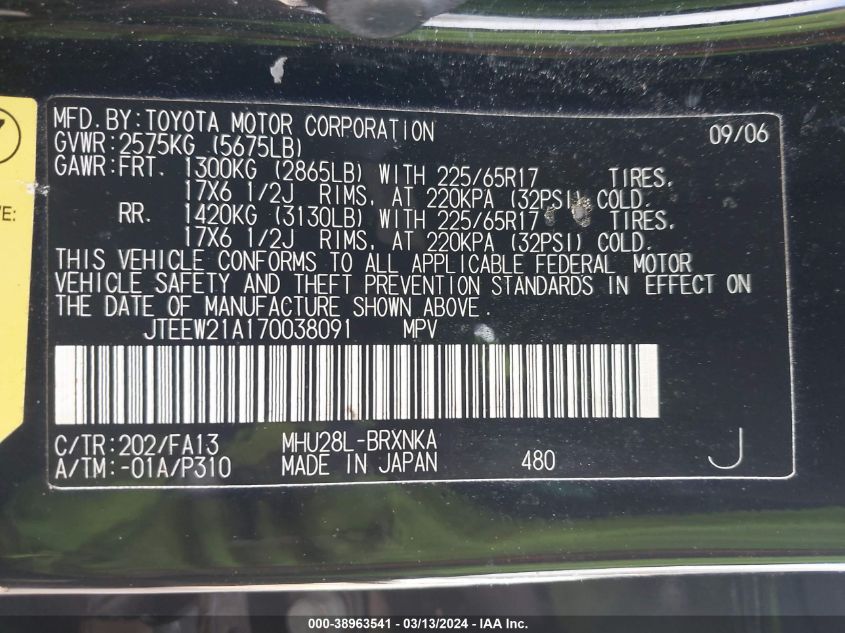 MFD. BY: TOYOTA MOTOR CORPORATION 09/06
GVWR: 2575KG (5675LB)
GAWR: FRT. 1300KG (2865LB) WITH 225/65R17 TIRES,
17X6 1/2J RIMS, AT 220KPA (32PSI) COLD.
RR. 1420KG (3130LB) WITH 225/65R17 TIRES,
17X6 1/2J RIMS, AT 220KPA (32PSI) COLD.
THIS VEHICLE CONFORMS TO ALL APPLICABLE FEDERAL MOTOR
VEHICLE SAFETY AND THEFT PREVENTION STANDARDS IN EFFECT ON
THE DATE OF MANUFACTURE SHOWN ABOVE.
JTEEW21A170038091 MPV
C/TR: 202/FA13 MHU28L-BRXNKA
A/TM: -01A/P310 MADE IN JAPAN 480 J
E:
000-38963541 / 03/13/2024 - IAA Inc.